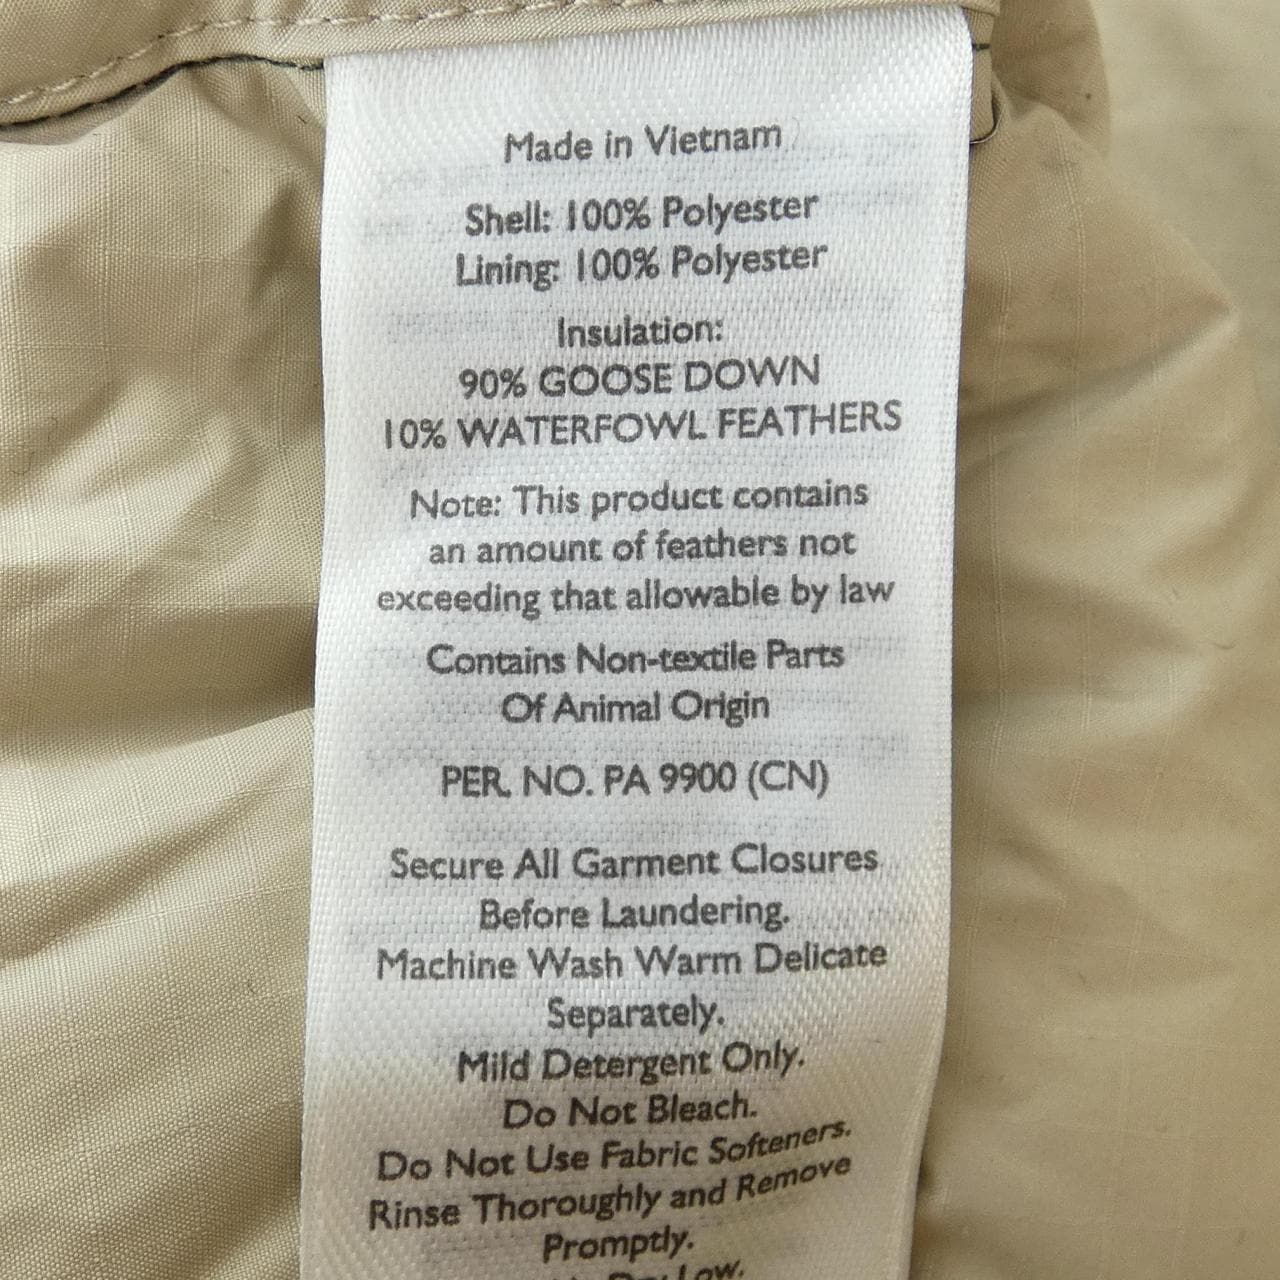 Made in Vietnam
Shell: 100% Polyester
Lining: 100% Polyester
Insulation:
90% GOOSE DOWN
10% WATERFOWL FEATHERS
Note: This product contains
an amount of feathers not
exceeding that allowable by law
Contains Non-textile Parts
Of Animal Origin
PER. NO. PA 9900 (CN)
Secure All Garment Closures
Before Laundering.
Machine Wash Warm Delicate
Separately.
Mild Detergent Only.
Do Not Bleach.
Do Not Use Fabric Softeners.
Rinse Thoroughly and Remove
Promptly.
Low.